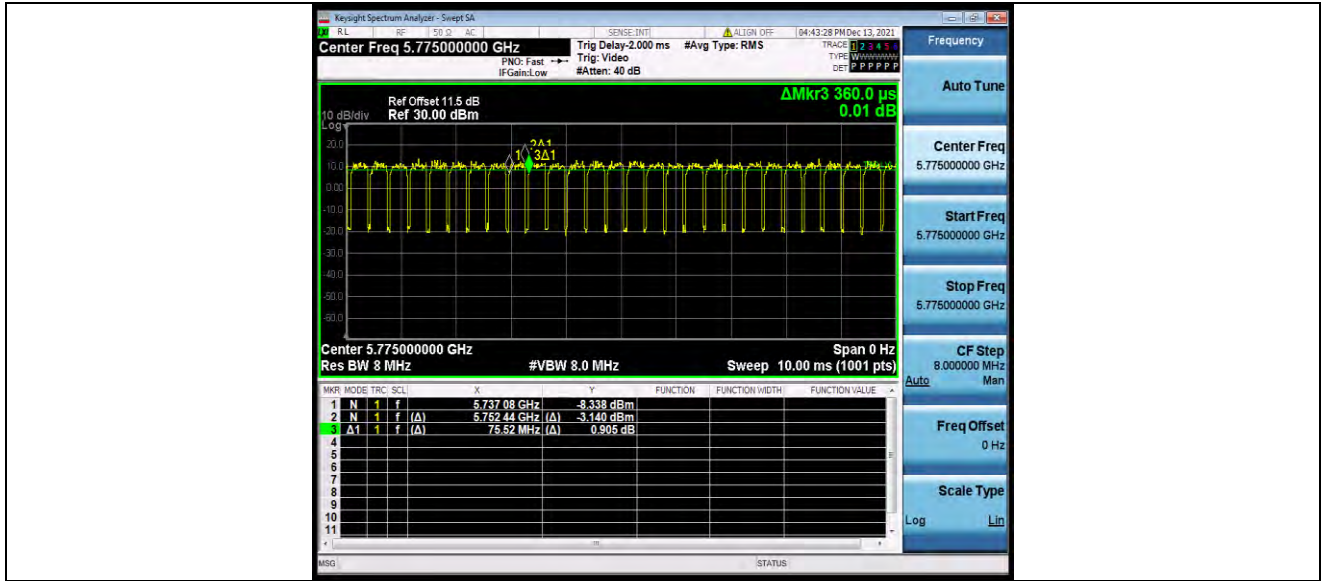 Keysight Spectrum Analyzer - Swept SA
RL RF 50 Ω AC SENSE:INT ALIGN OFF 04:43:28 PM Dec 13, 2021
Center Freq 5.775000000 GHz Trig Delay-2.000 ms #Avg Type: RMS TRACE 1 2 3 4 5 6
PNO: Fast Trig: Video TYPE
IFGain:Low #Atten: 40 dB DET P P P P P P
ΔMkr3 360.0 µs
0.01 dB
Ref Offset 11.5 dB
10 dB/div Ref 30.00 dBm
Log
20.0
10.0
0.00
-10.0
-20.0
-30.0
-40.0
-50.0
-60.0
1
2Δ1
3Δ1
Center 5.775000000 GHz Span 0 Hz
Res BW 8 MHz #VBW 8.0 MHz Sweep 10.00 ms (1001 pts)
MKR MODE TRC SCL X Y FUNCTION FUNCTION WIDTH FUNCTION VALUE
1 N 1 f 5.737 08 GHz -8.338 dBm
2 N 1 f (Δ) 5.752 44 GHz (Δ) -3.140 dBm
3 Δ1 1 f (Δ) 75.52 MHz (Δ) 0.905 dB
4
5
6
7
8
9
10
11
MSG STATUS
Frequency
Auto Tune
Center Freq
5.775000000 GHz
Start Freq
5.775000000 GHz
Stop Freq
5.775000000 GHz
CF Step
8.000000 MHz
Auto Man
Freq Offset
0 Hz
Scale Type
Log Lin